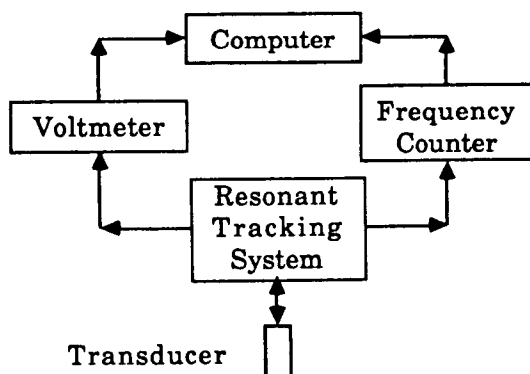 Computer
Voltmeter
Frequency
Counter
Resonant
Tracking
System
Transducer